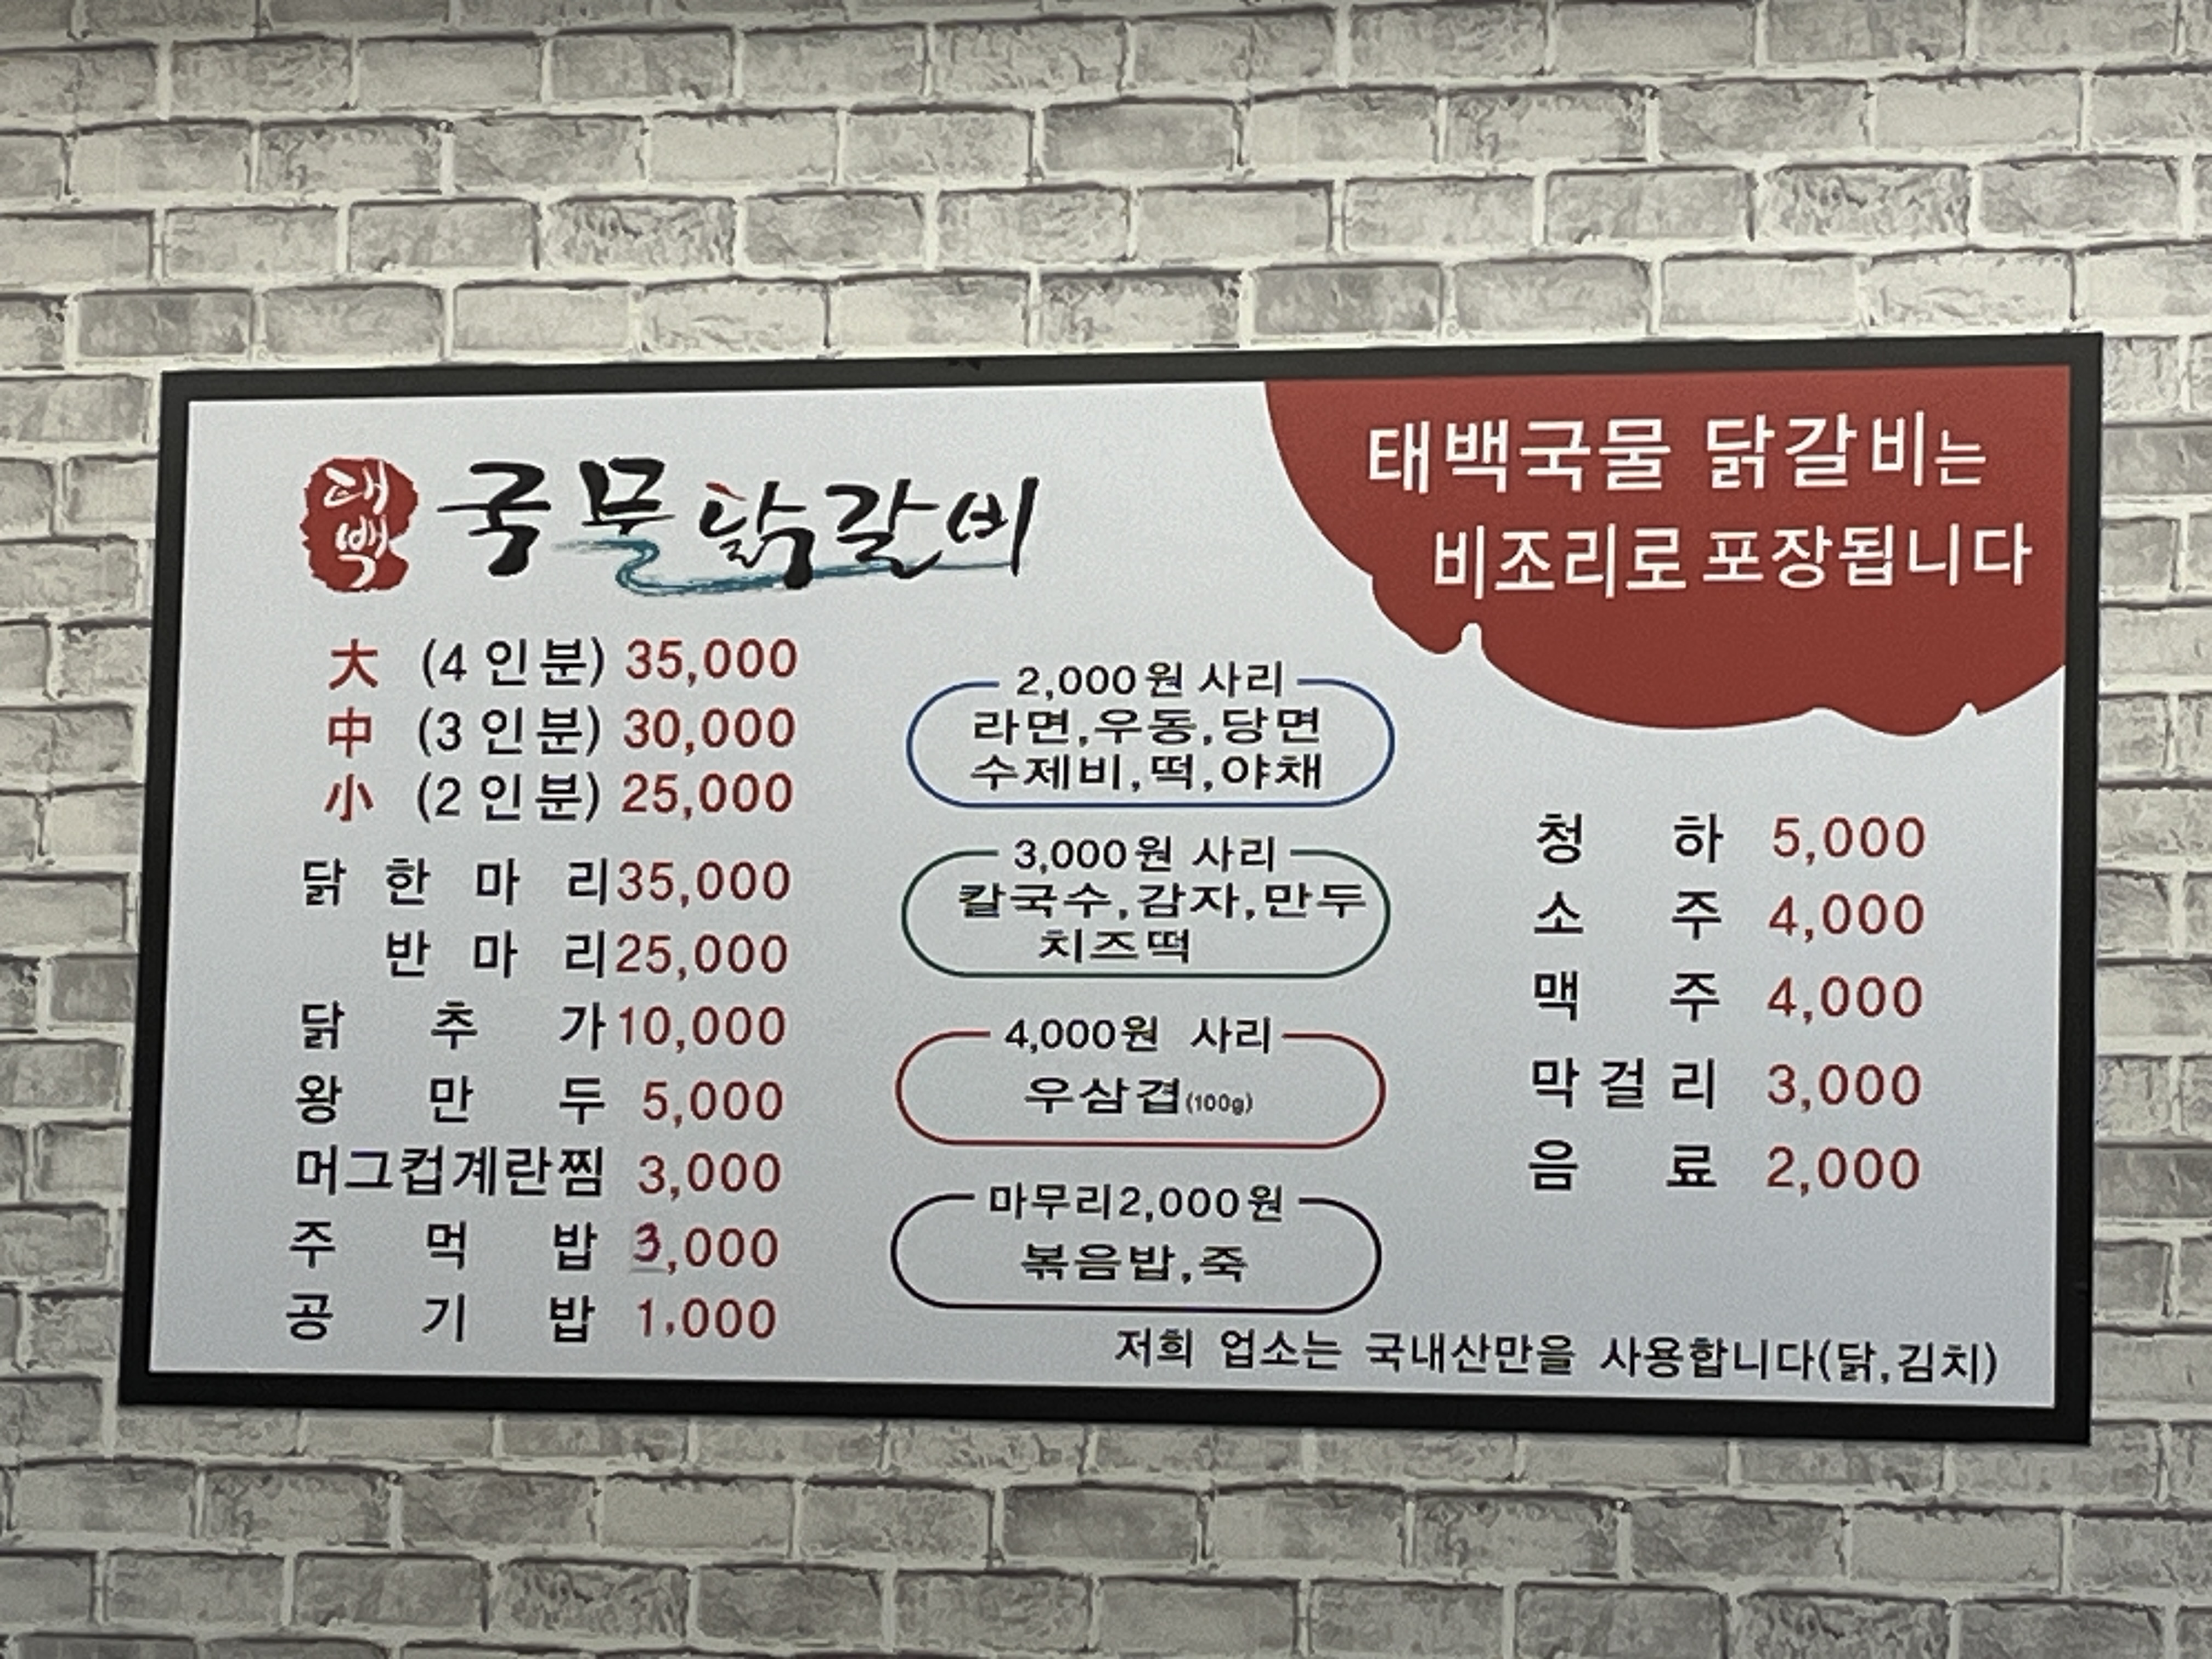 태백 국물 닭갈비
태백국물 닭갈비는
비조리로 포장됩니다
大 (4인분) 35,000
中 (3인분) 30,000
小 (2인분) 25,000
닭 한 마 리 35,000
반 마 리 25,000
닭 추 가 10,000
왕 만 두 5,000
머그컵계란찜 3,000
주 먹 밥 3,000
공 기 밥 1,000
2,000원 사리
라면,우동,당면
수제비,떡,야채
3,000원 사리
칼국수,감자,만두
치즈떡
4,000원 사리
우삼겹(100g)
마무리2,000원
볶음밥,죽
청 하 5,000
소 주 4,000
맥 주 4,000
막 걸 리 3,000
음 료 2,000
저희 업소는 국내산만을 사용합니다(닭,김치)